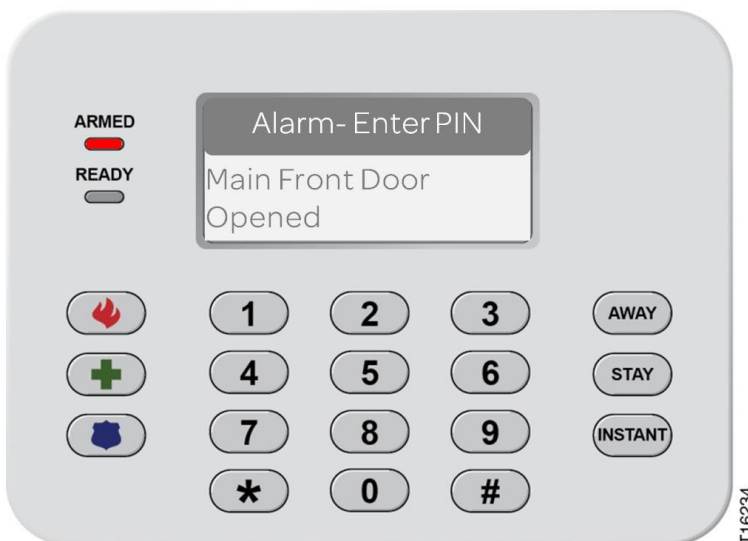 ARMED
READY
Alarm- Enter PIN
Main Front Door
Opened
1 2 3 AWAY
4 5 6 STAY
7 8 9 INSTANT
* 0 #
T16234